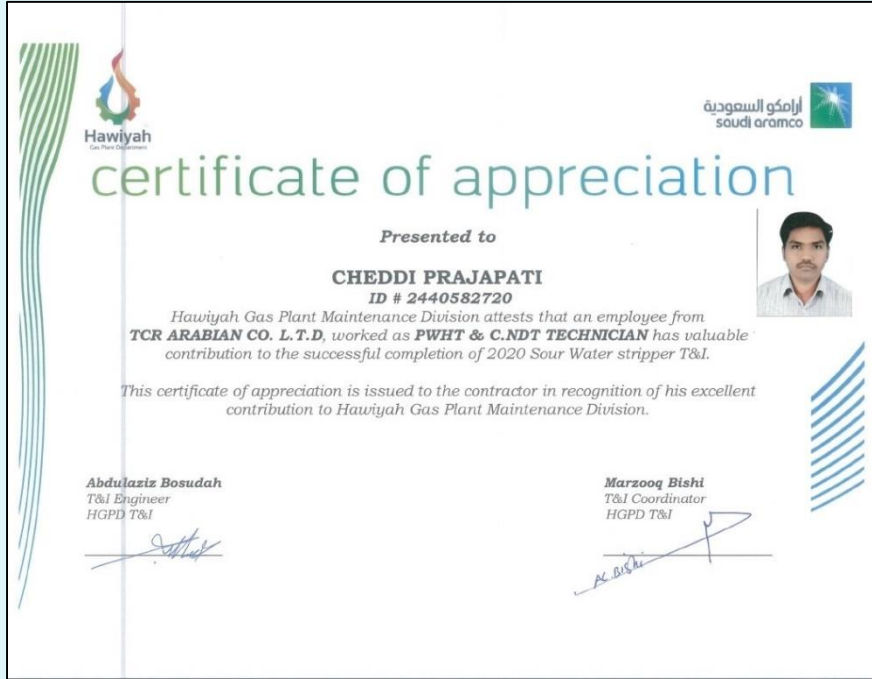 Hawiyah
Gas Plant Department
أرامكو السعودية
saudi aramco
certificate of appreciation
Presented to
CHEDDI PRAJAPATI
ID # 2440582720
Hawiyah Gas Plant Maintenance Division attests that an employee from
TCR ARABIAN CO. L.T.D, worked as PWHT & C.NDT TECHNICIAN has valuable
contribution to the successful completion of 2020 Sour Water stripper T&I.
This certificate of appreciation is issued to the contractor in recognition of his excellent
contribution to Hawiyah Gas Plant Maintenance Division.
Abdulaziz Bosudah
T&I Engineer
HGPD T&I
Marzooq Bishi
T&I Coordinator
HGPD T&I